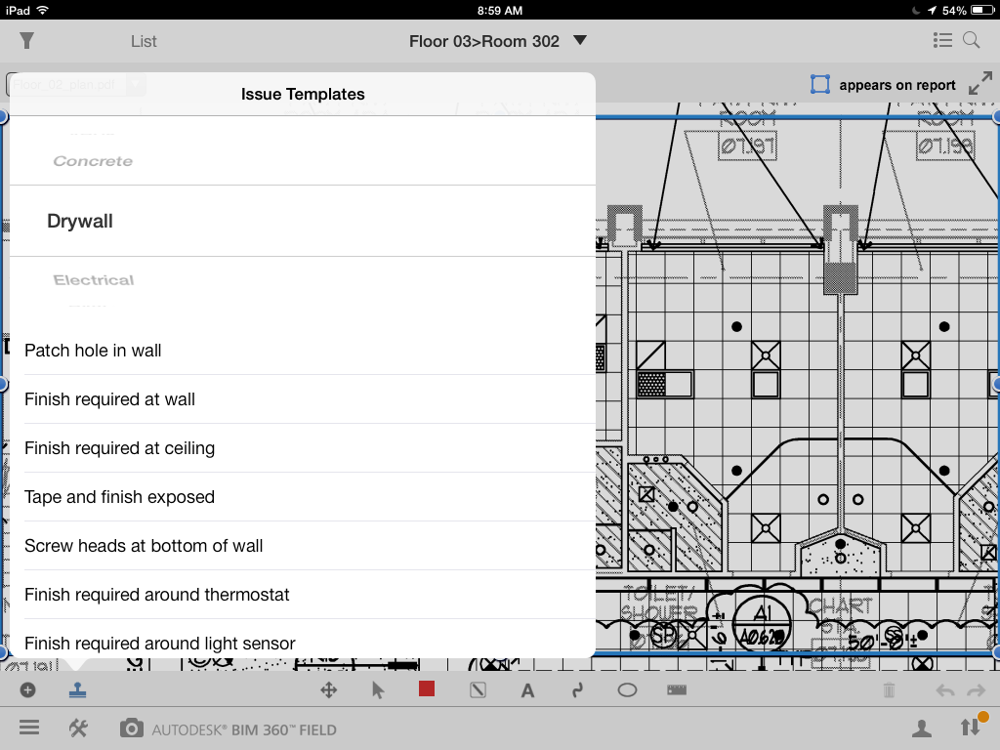 iPad 8:59 AM 54%
List Floor 03>Room 302
Floor_02_plan.pdf appears on report
Issue Templates
Concrete
Drywall
Electrical
Patch hole in wall
Finish required at wall
Finish required at ceiling
Tape and finish exposed
Screw heads at bottom of wall
Finish required around thermostat
Finish required around light sensor
ROOM ROOM
07.197 07.199
TOILET/
SHOWER
A1
A062
CHART
STA.
50'-0"±
A
AUTODESK® BIM 360™ FIELD